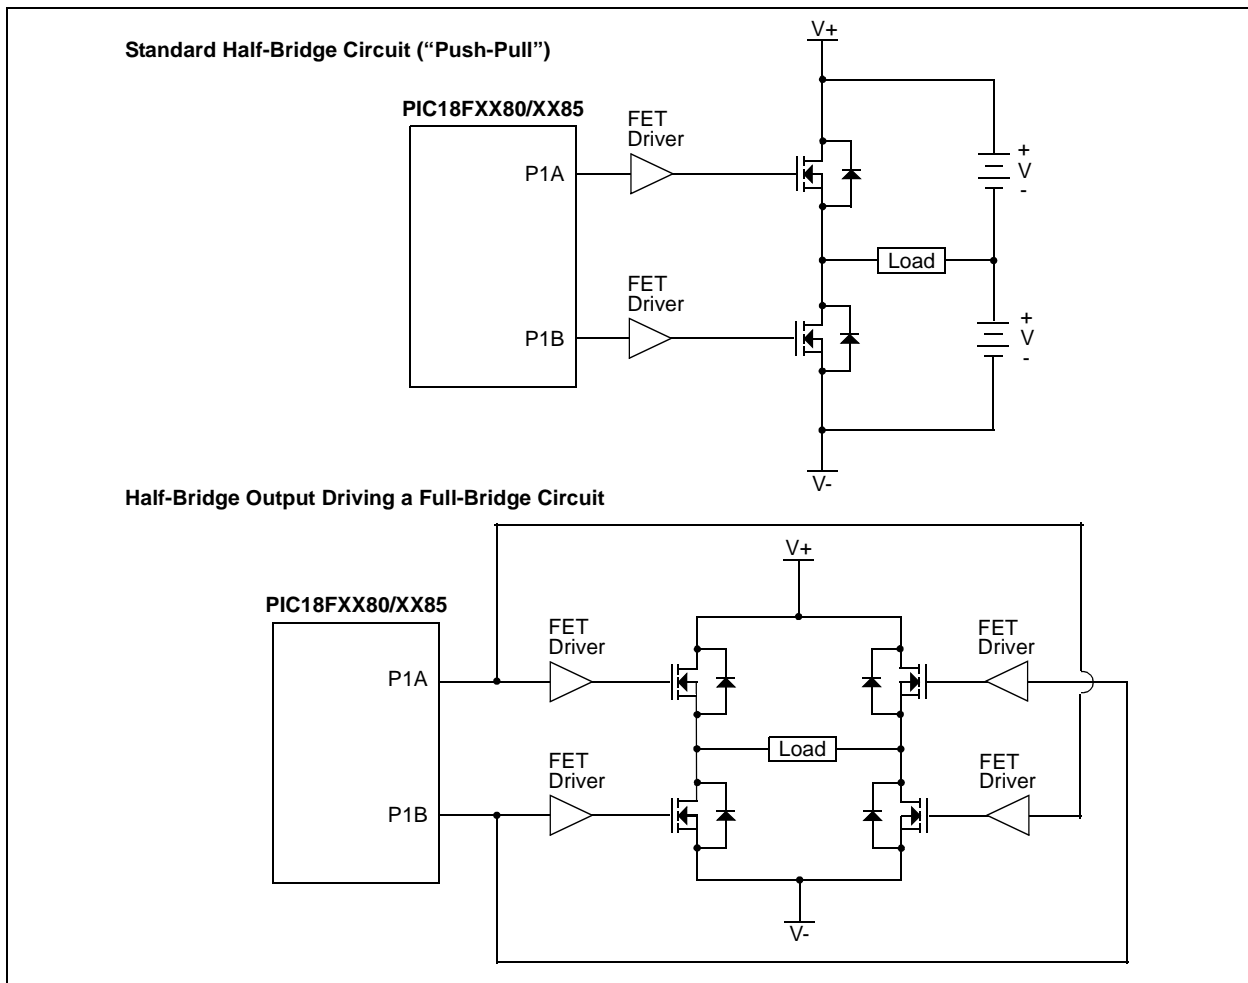 Standard Half-Bridge Circuit (“Push-Pull”)
V+
PIC18FXX80/XX85
FET
Driver
P1A
+
V
-
Load
FET
Driver
P1B
+
V
-
V-
Half-Bridge Output Driving a Full-Bridge Circuit
V+
PIC18FXX80/XX85
FET
Driver
FET
Driver
P1A
Load
FET
Driver
FET
Driver
P1B
V-